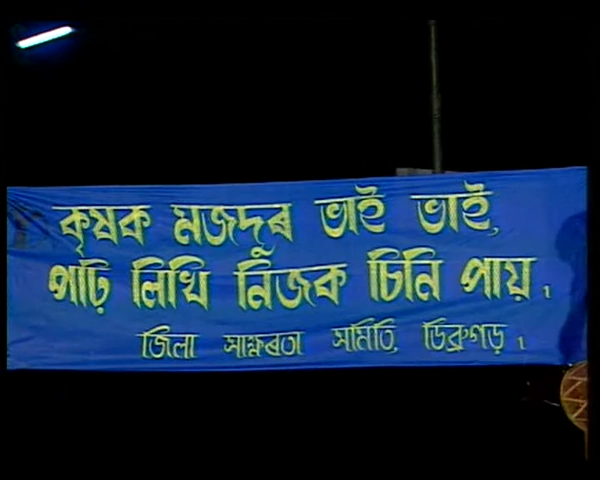 কৃষক মজদুৰ ভাই ভাই,
পঢ়ি লিখি নিজক চিনি পায়।
জিলা সাক্ষৰতা সমিতি, ডিব্ৰুগড়।